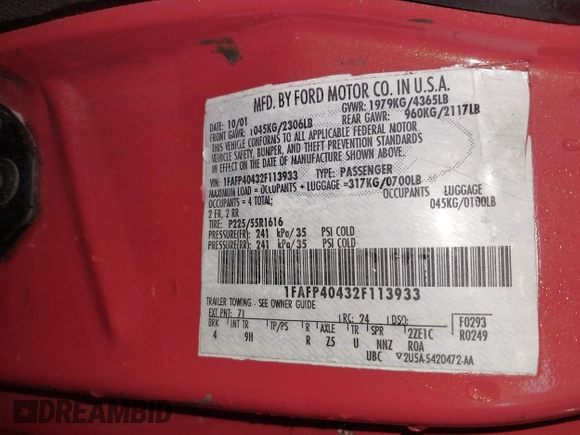 MFD. BY FORD MOTOR CO. IN U.S.A.
DATE: 10/01 GVWR: 1979KG/4365LB
FRONT GAWR: 1045KG/2306LB REAR GAWR: 960KG/2117LB
THIS VEHICLE CONFORMS TO ALL APPLICABLE FEDERAL MOTOR
VEHICLE SAFETY, BUMPER, AND THEFT PREVENTION STANDARDS
IN EFFECT ON THE DATE OF MANUFACTURE SHOWN ABOVE.
VIN: 1FAFP40432F113933 TYPE: PASSENGER
MAXIMUM LOAD = OCCUPANTS + LUGGAGE =317KG/0700LB
OCCUPANTS = 4 TOTAL; OCCUPANTS LUGGAGE
2 FR, 2 RR 045KG/0100LB
TIRE: P225/55R1616
PRESSURE(FR): 241 kPa/35 PSI COLD
PRESSURE(RR): 241 kPa/35 PSI COLD
1FAFP40432F113933
TRAILER TOWING - SEE OWNER GUIDE
EXT PNT: 71 RC: 24 DSO: F0293
BRK INT TR TP/PS R AXLE TR SPR 2ZE1C R0249
4 9H R Z5 U NNZ ROA
UBC 2USA-5420472-AA
DREAMBID